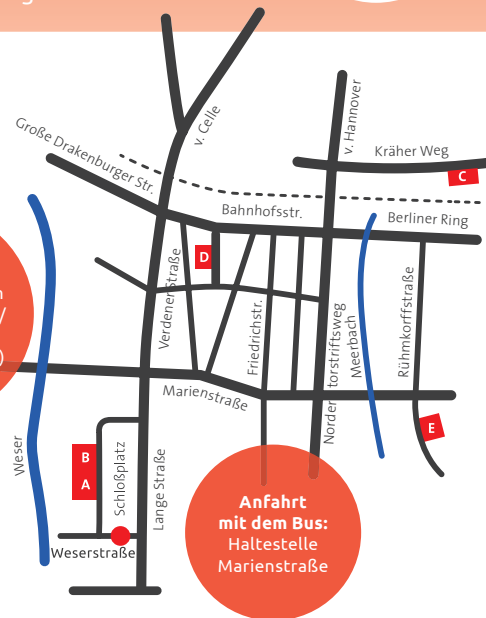 v. Celle
v. Hannover
Große Drakenburger Str.
Kräher Weg
C
Bahnhofsstr.
Berliner Ring
D
Verdener Straße
Friedrichstr.
Nordertorstriftsweg
Meerbach
Rühmkorffstraße
Marienstraße
E
Weser
B
A
Schloßplatz
Lange Straße
Weserstraße
Anfahrt
mit dem Bus:
Haltestelle
Marienstraße